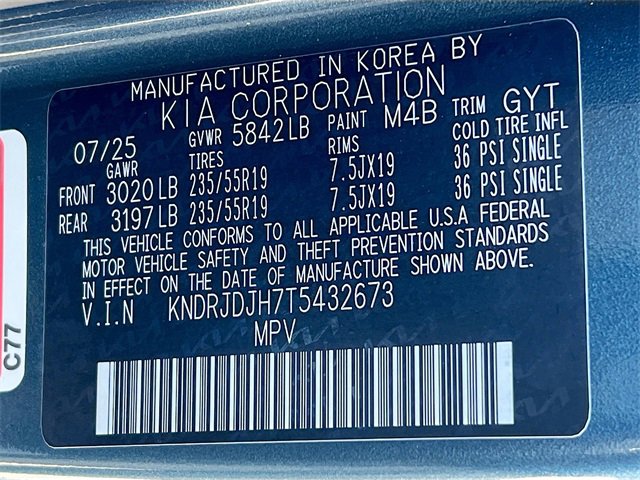 MANUFACTURED IN KOREA BY
KIA CORPORATION
07/25 GVWR 5842LB PAINT M4B TRIM GYT
GAWR TIRES RIMS COLD TIRE INFL
FRONT 3020LB 235/55R19 7.5JX19 36 PSI SINGLE
REAR 3197LB 235/55R19 7.5JX19 36 PSI SINGLE
THIS VEHICLE CONFORMS TO ALL APPLICABLE U.S.A FEDERAL
MOTOR VEHICLE SAFETY AND THEFT PREVENTION STANDARDS
IN EFFECT ON THE DATE OF MANUFACTURE SHOWN ABOVE.
V.I.N KNDRJDJH7T5432673
MPV
C77